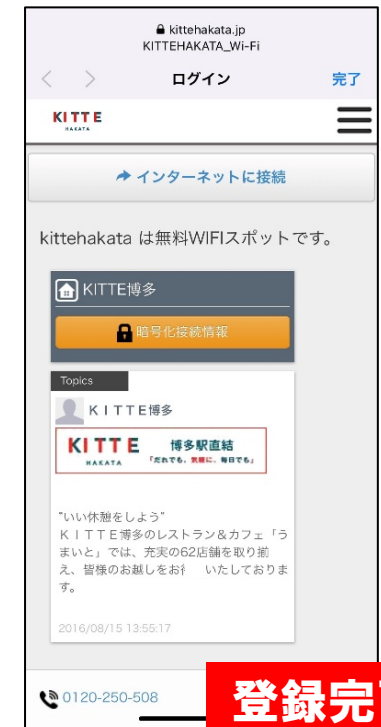 kittehakata.jp
KITTEHAKATA_Wi-Fi
ログイン
完了
KITTE
HAKATA
インターネットに接続
kittehakata は無料WIFIスポットです。
KITTE博多
暗号化接続情報
Topics
ＫＩＴＴＥ博多
KITTE 博多駅直結
HAKATA 「だれでも、気軽に、毎日でも」
"いい休憩をしよう"
ＫＩＴＴＥ博多のレストラン＆カフェ「う
まいと」では、充実の62店舗を取り揃
え、皆様のお越しをお いたしておりま
す。
2016/08/15 13:55:17
0120-250-508
登録完